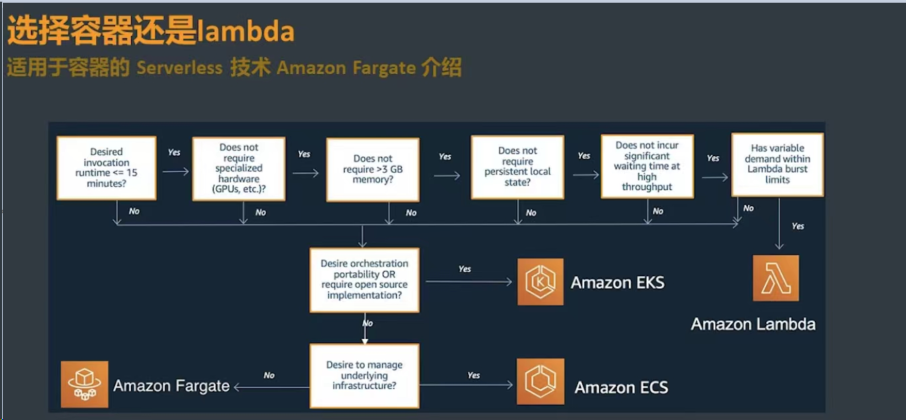 选择容器还是lambda
适用于容器的 Serverless 技术 Amazon Fargate 介绍
Desired
invocation
runtime <= 15
minutes?
Yes
Does not
require
specialized
hardware
(GPUs, etc.)?
Yes
Does not
require >3 GB
memory?
Yes
Does not
require
persistent local
state?
Yes
Does not incur
significant
waiting time at
high
throughput
Yes
Has variable
demand within
Lambda burst
limits
No
No
No
No
No
No
Yes
Desire orchestration
portability OR
require open source
implementation?
Yes
Amazon EKS
Amazon Lambda
No
Desire to manage
underlying
infrastructure?
No
Amazon Fargate
Yes
Amazon ECS